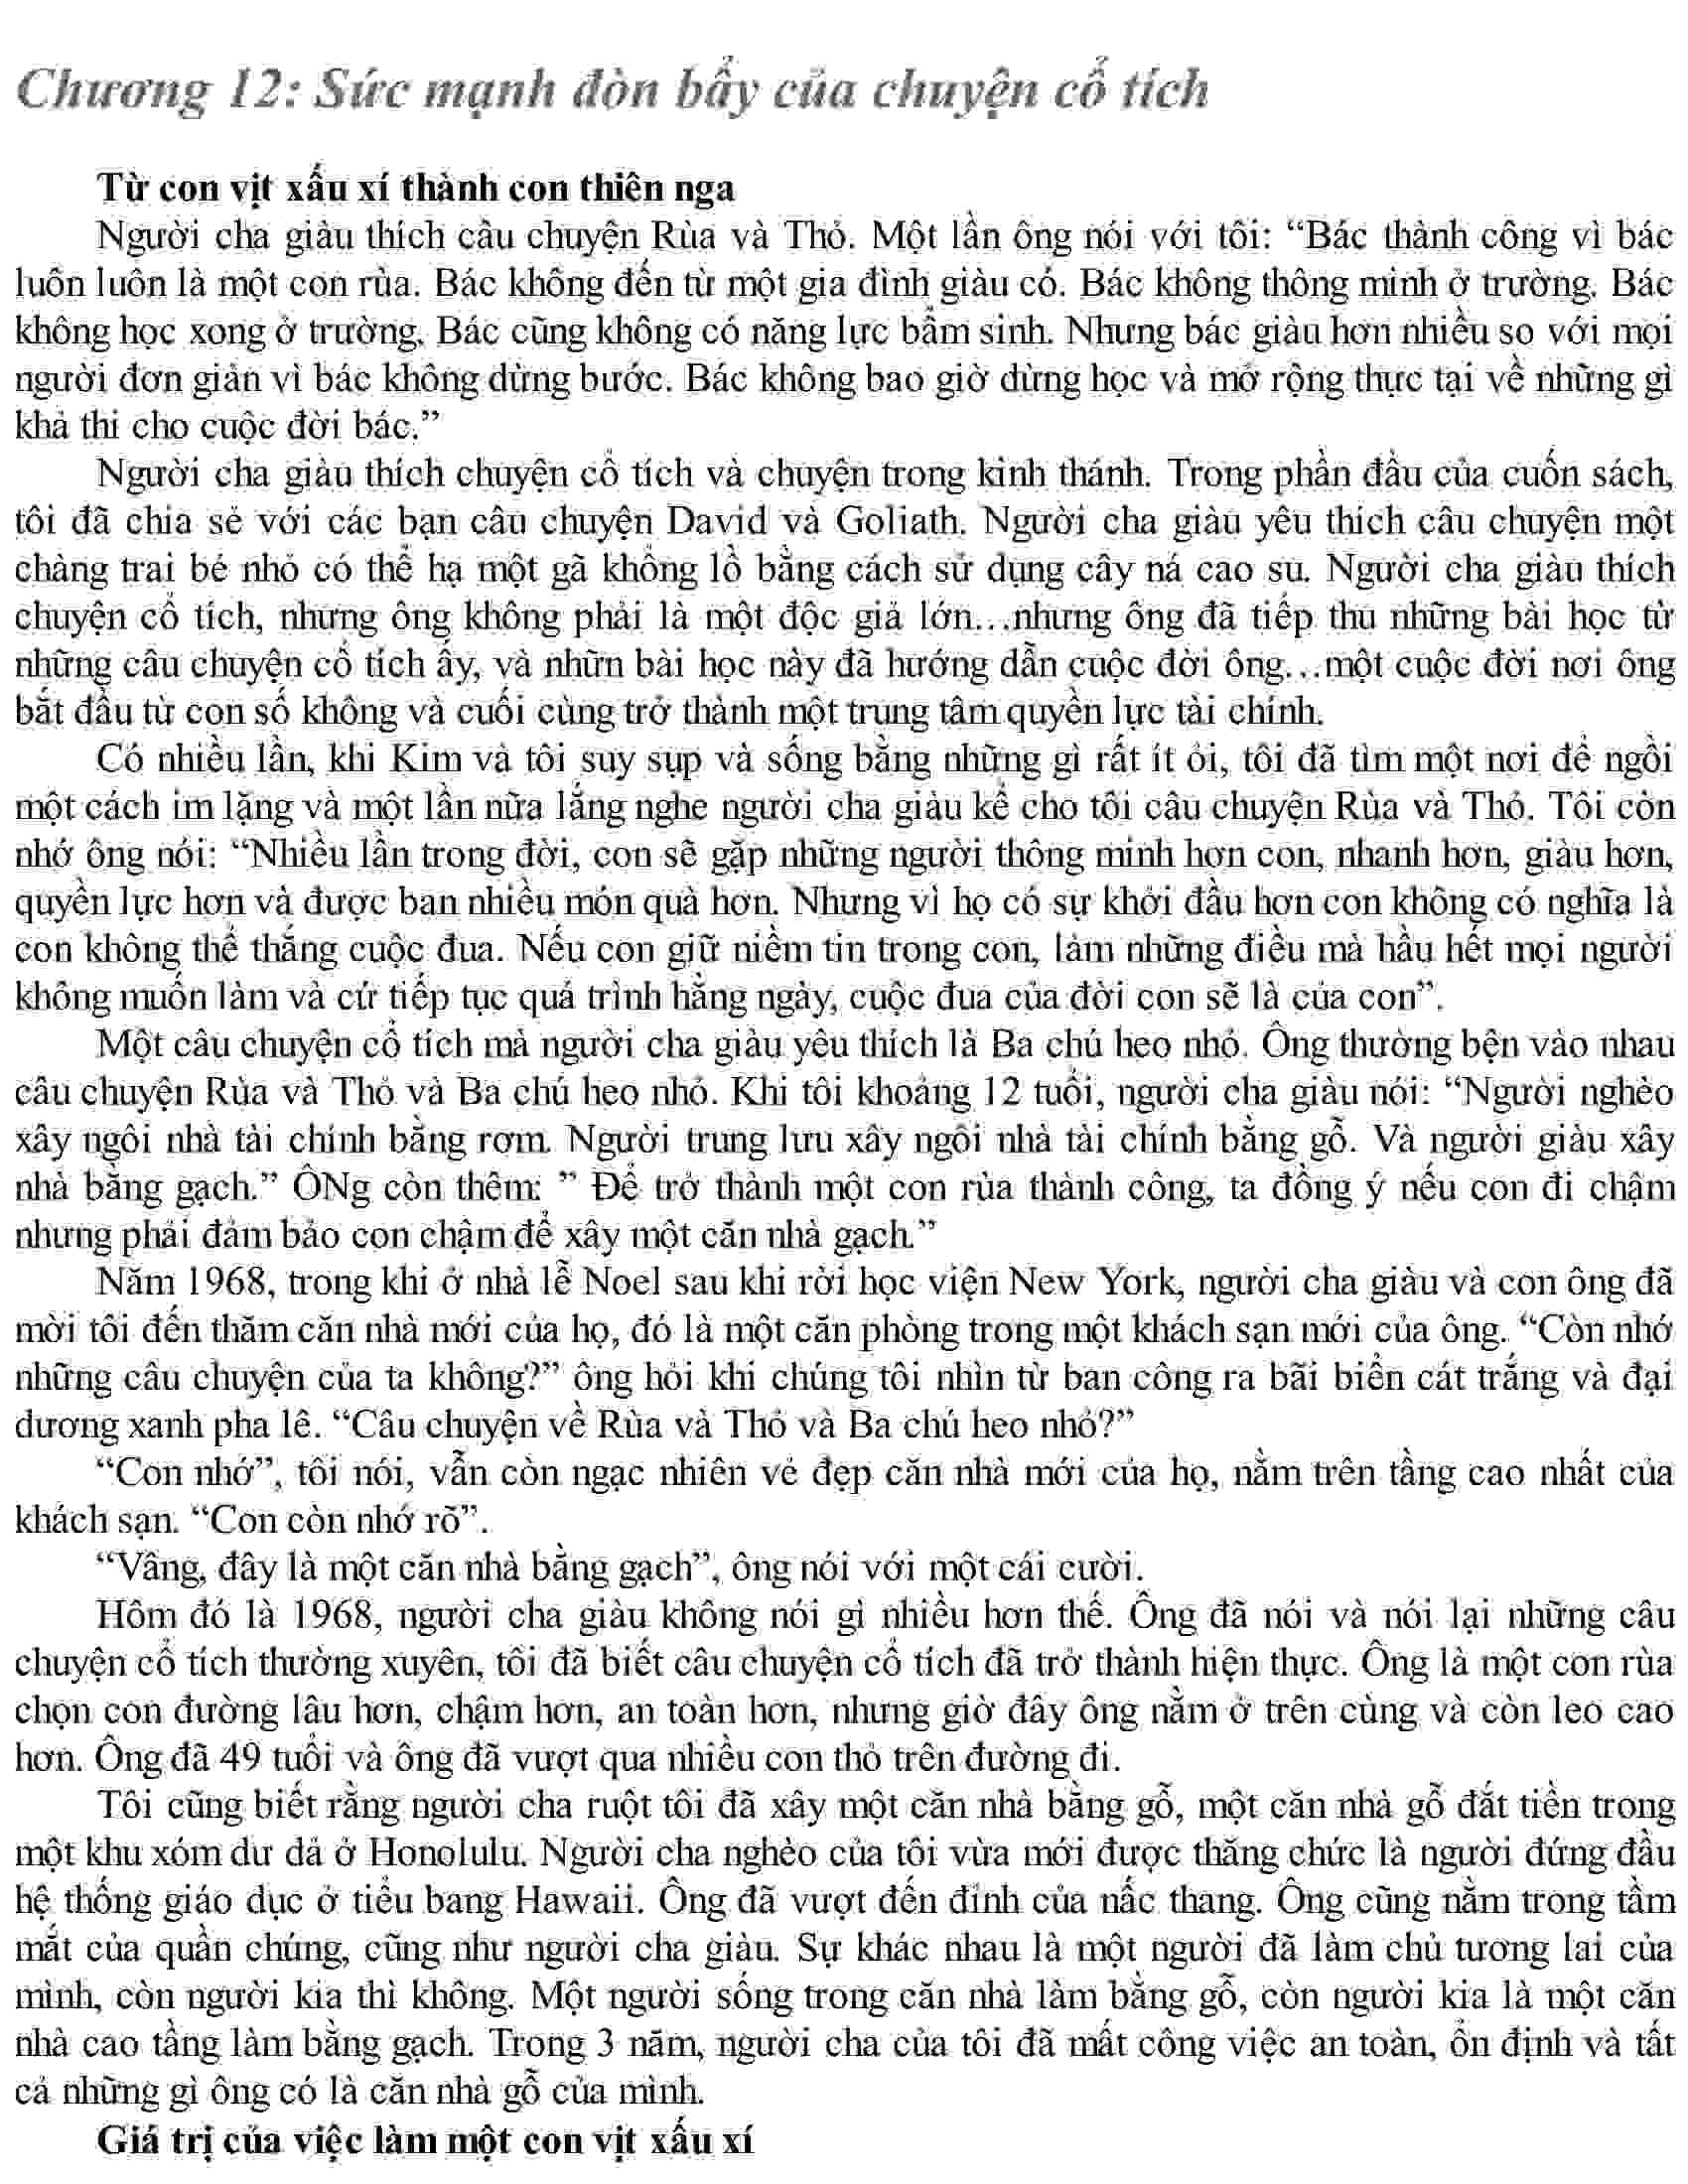 Chương 12: Sức mạnh đòn bẩy của chuyện cổ tích
Từ con vịt xấu xí thành con thiên nga
Người cha giàu thích câu chuyện Rùa và Thỏ. Một lần ông nói với tôi: “Bác thành công vì bác
luôn luôn là một con rùa. Bác không đến từ một gia đình giàu có. Bác không thông minh ở trường. Bác
không học xong ở trường. Bác cũng không có năng lực bẩm sinh. Nhưng bác giàu hơn nhiều so với mọi
người đơn giản vì bác không dừng bước. Bác không bao giờ dừng học và mở rộng thực tại về những gì
khả thi cho cuộc đời bác.”
Người cha giàu thích chuyện cổ tích và chuyện trong kinh thánh. Trong phần đầu của cuốn sách,
tôi đã chia sẻ với các bạn câu chuyện David và Goliath. Người cha giàu yêu thích câu chuyện một
chàng trai bé nhỏ có thể hạ một gã khổng lồ bằng cách sử dụng cây ná cao su. Người cha giàu thích
chuyện cổ tích, nhưng ông không phải là một độc giả lớn…nhưng ông đã tiếp thu những bài học từ
những câu chuyện cổ tích ấy, và nhữn bài học này đã hướng dẫn cuộc đời ông…một cuộc đời nơi ông
bắt đầu từ con số không và cuối cùng trở thành một trung tâm quyền lực tài chính.
Có nhiều lần, khi Kim và tôi suy sụp và sống bằng những gì rất ít ỏi, tôi đã tìm một nơi để ngồi
một cách im lặng và một lần nữa lắng nghe người cha giàu kể cho tôi câu chuyện Rùa và Thỏ. Tôi còn
nhớ ông nói: “Nhiều lần trong đời, con sẽ gặp những người thông minh hơn con, nhanh hơn, giàu hơn,
quyền lực hơn và được ban nhiều món quà hơn. Nhưng vì họ có sự khởi đầu hơn con không có nghĩa là
con không thể thắng cuộc đua. Nếu con giữ niềm tin trong con, làm những điều mà hầu hết mọi người
không muốn làm và cứ tiếp tục quá trình hằng ngày, cuộc đua của đời con sẽ là của con”.
Một câu chuyện cổ tích mà người cha giàu yêu thích là Ba chú heo nhỏ. Ông thường bện vào nhau
câu chuyện Rùa và Thỏ và Ba chú heo nhỏ. Khi tôi khoảng 12 tuổi, người cha giàu nói: “Người nghèo
xây ngôi nhà tài chính bằng rơm. Người trung lưu xây ngôi nhà tài chính bằng gỗ. Và người giàu xây
nhà bằng gạch.” ÔNg còn thêm: ” Để trở thành một con rùa thành công, ta đồng ý nếu con đi chậm
nhưng phải đảm bảo con chậm để xây một căn nhà gạch.”
Năm 1968, trong khi ở nhà lễ Noel sau khi rời học viện New York, người cha giàu và con ông đã
mời tôi đến thăm căn nhà mới của họ, đó là một căn phòng trong một khách sạn mới của ông. “Còn nhớ
những câu chuyện của ta không?” ông hỏi khi chúng tôi nhìn từ ban công ra bãi biển cát trắng và đại
dương xanh pha lê. “Câu chuyện về Rùa và Thỏ và Ba chú heo nhỏ?”
“Con nhớ”, tôi nói, vẫn còn ngạc nhiên vẻ đẹp căn nhà mới của họ, nằm trên tầng cao nhất của
khách sạn. “Con còn nhớ rõ”.
“Vâng, đây là một căn nhà bằng gạch”, ông nói với một cái cười.
Hôm đó là 1968, người cha giàu không nói gì nhiều hơn thế. Ông đã nói và nói lại những câu
chuyện cổ tích thường xuyên, tôi đã biết câu chuyện cổ tích đã trở thành hiện thực. Ông là một con rùa
chọn con đường lâu hơn, chậm hơn, an toàn hơn, nhưng giờ đây ông nằm ở trên cùng và còn leo cao
hơn. Ông đã 49 tuổi và ông đã vượt qua nhiều con thỏ trên đường đi.
Tôi cũng biết rằng người cha ruột tôi đã xây một căn nhà bằng gỗ, một căn nhà gỗ đắt tiền trong
một khu xóm dư dả ở Honolulu. Người cha nghèo của tôi vừa mới được thăng chức là người đứng đầu
hệ thống giáo dục ở tiểu bang Hawaii. Ông đã vượt đến đỉnh của nấc thang. Ông cũng nằm trong tầm
mắt của quần chúng, cũng như người cha giàu. Sự khác nhau là một người đã làm chủ tương lai của
mình, còn người kia thì không. Một người sống trong căn nhà làm bằng gỗ, còn người kia là một căn
nhà cao tầng làm bằng gạch. Trong 3 năm, người cha của tôi đã mất công việc an toàn, ổn định và tất
cả những gì ông có là căn nhà gỗ của mình.
Giá trị của việc làm một con vịt xấu xí